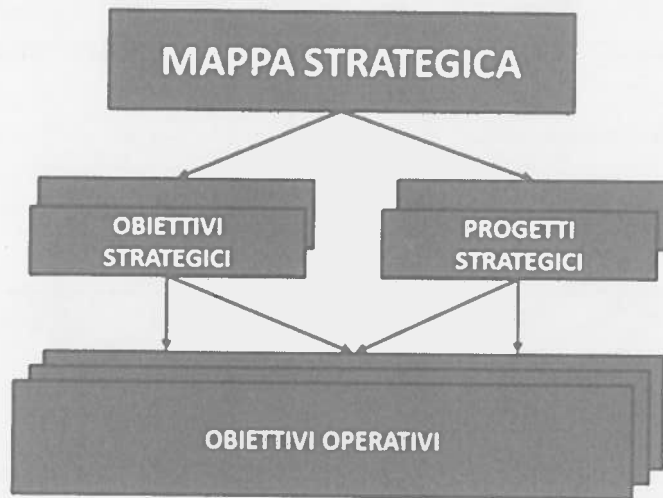 MAPPA STRATEGICA
OBIETTIVI
STRATEGICI
PROGETTI
STRATEGICI
OBIETTIVI OPERATIVI